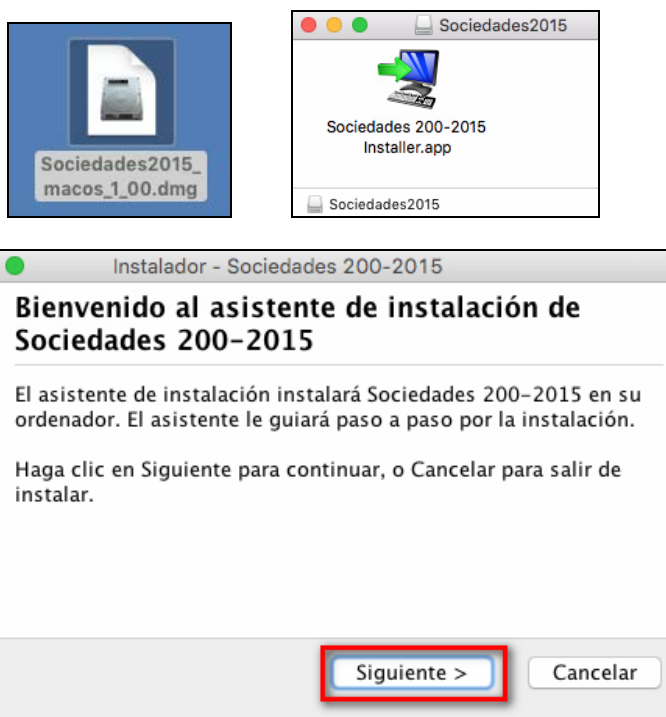 Sociedades2015_
macos_1_00.dmg
Sociedades2015
Sociedades 200-2015
Installer.app
Sociedades2015
Instalador - Sociedades 200-2015
Bienvenido al asistente de instalación de
Sociedades 200-2015
El asistente de instalación instalará Sociedades 200-2015 en su
ordenador. El asistente le guiará paso a paso por la instalación.
Haga clic en Siguiente para continuar, o Cancelar para salir de
instalar.
Siguiente >
Cancelar